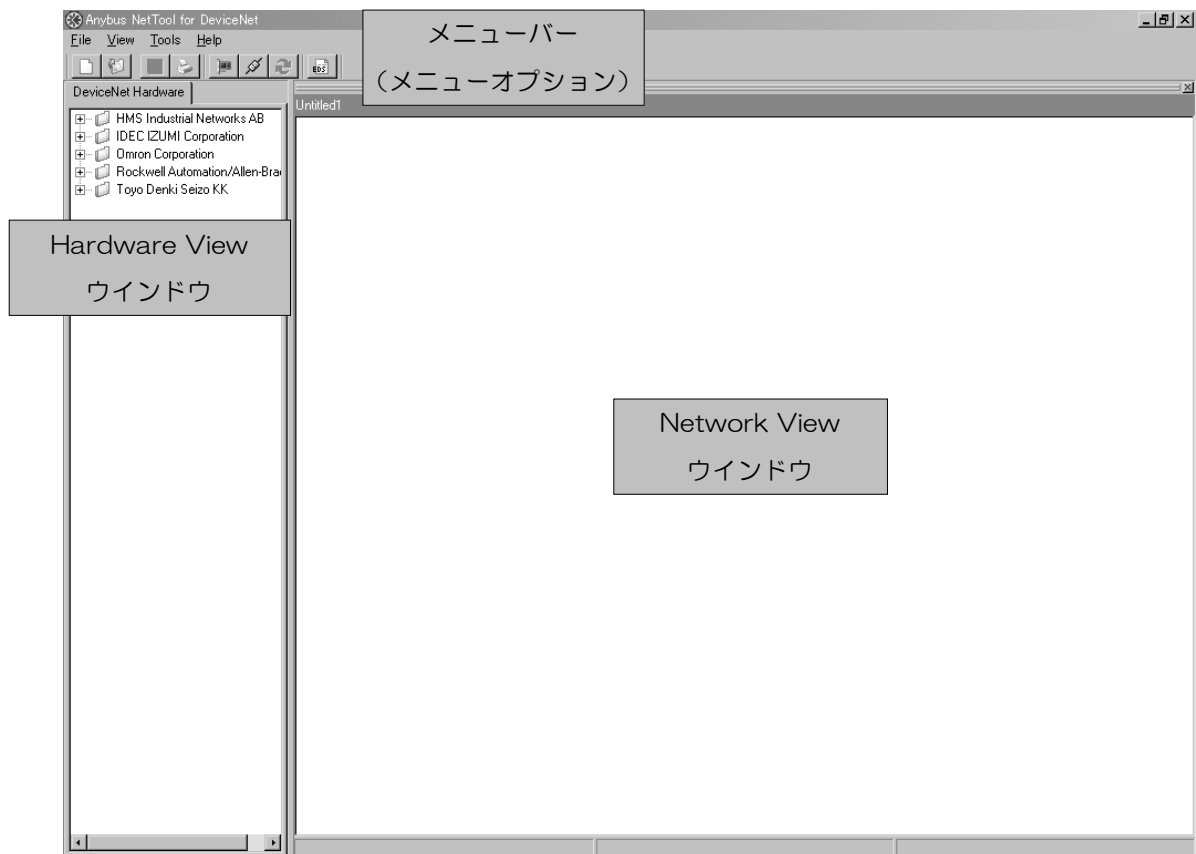 Anybus NetTool for DeviceNet
File View Tools Help
メニューバー
（メニューオプション）
EDS
DeviceNet Hardware
Untitled1
HMS Industrial Networks AB
IDEC IZUMI Corporation
Omron Corporation
Rockwell Automation/Allen-Bra
Toyo Denki Seizo KK
Hardware View
ウインドウ
Network View
ウインドウ